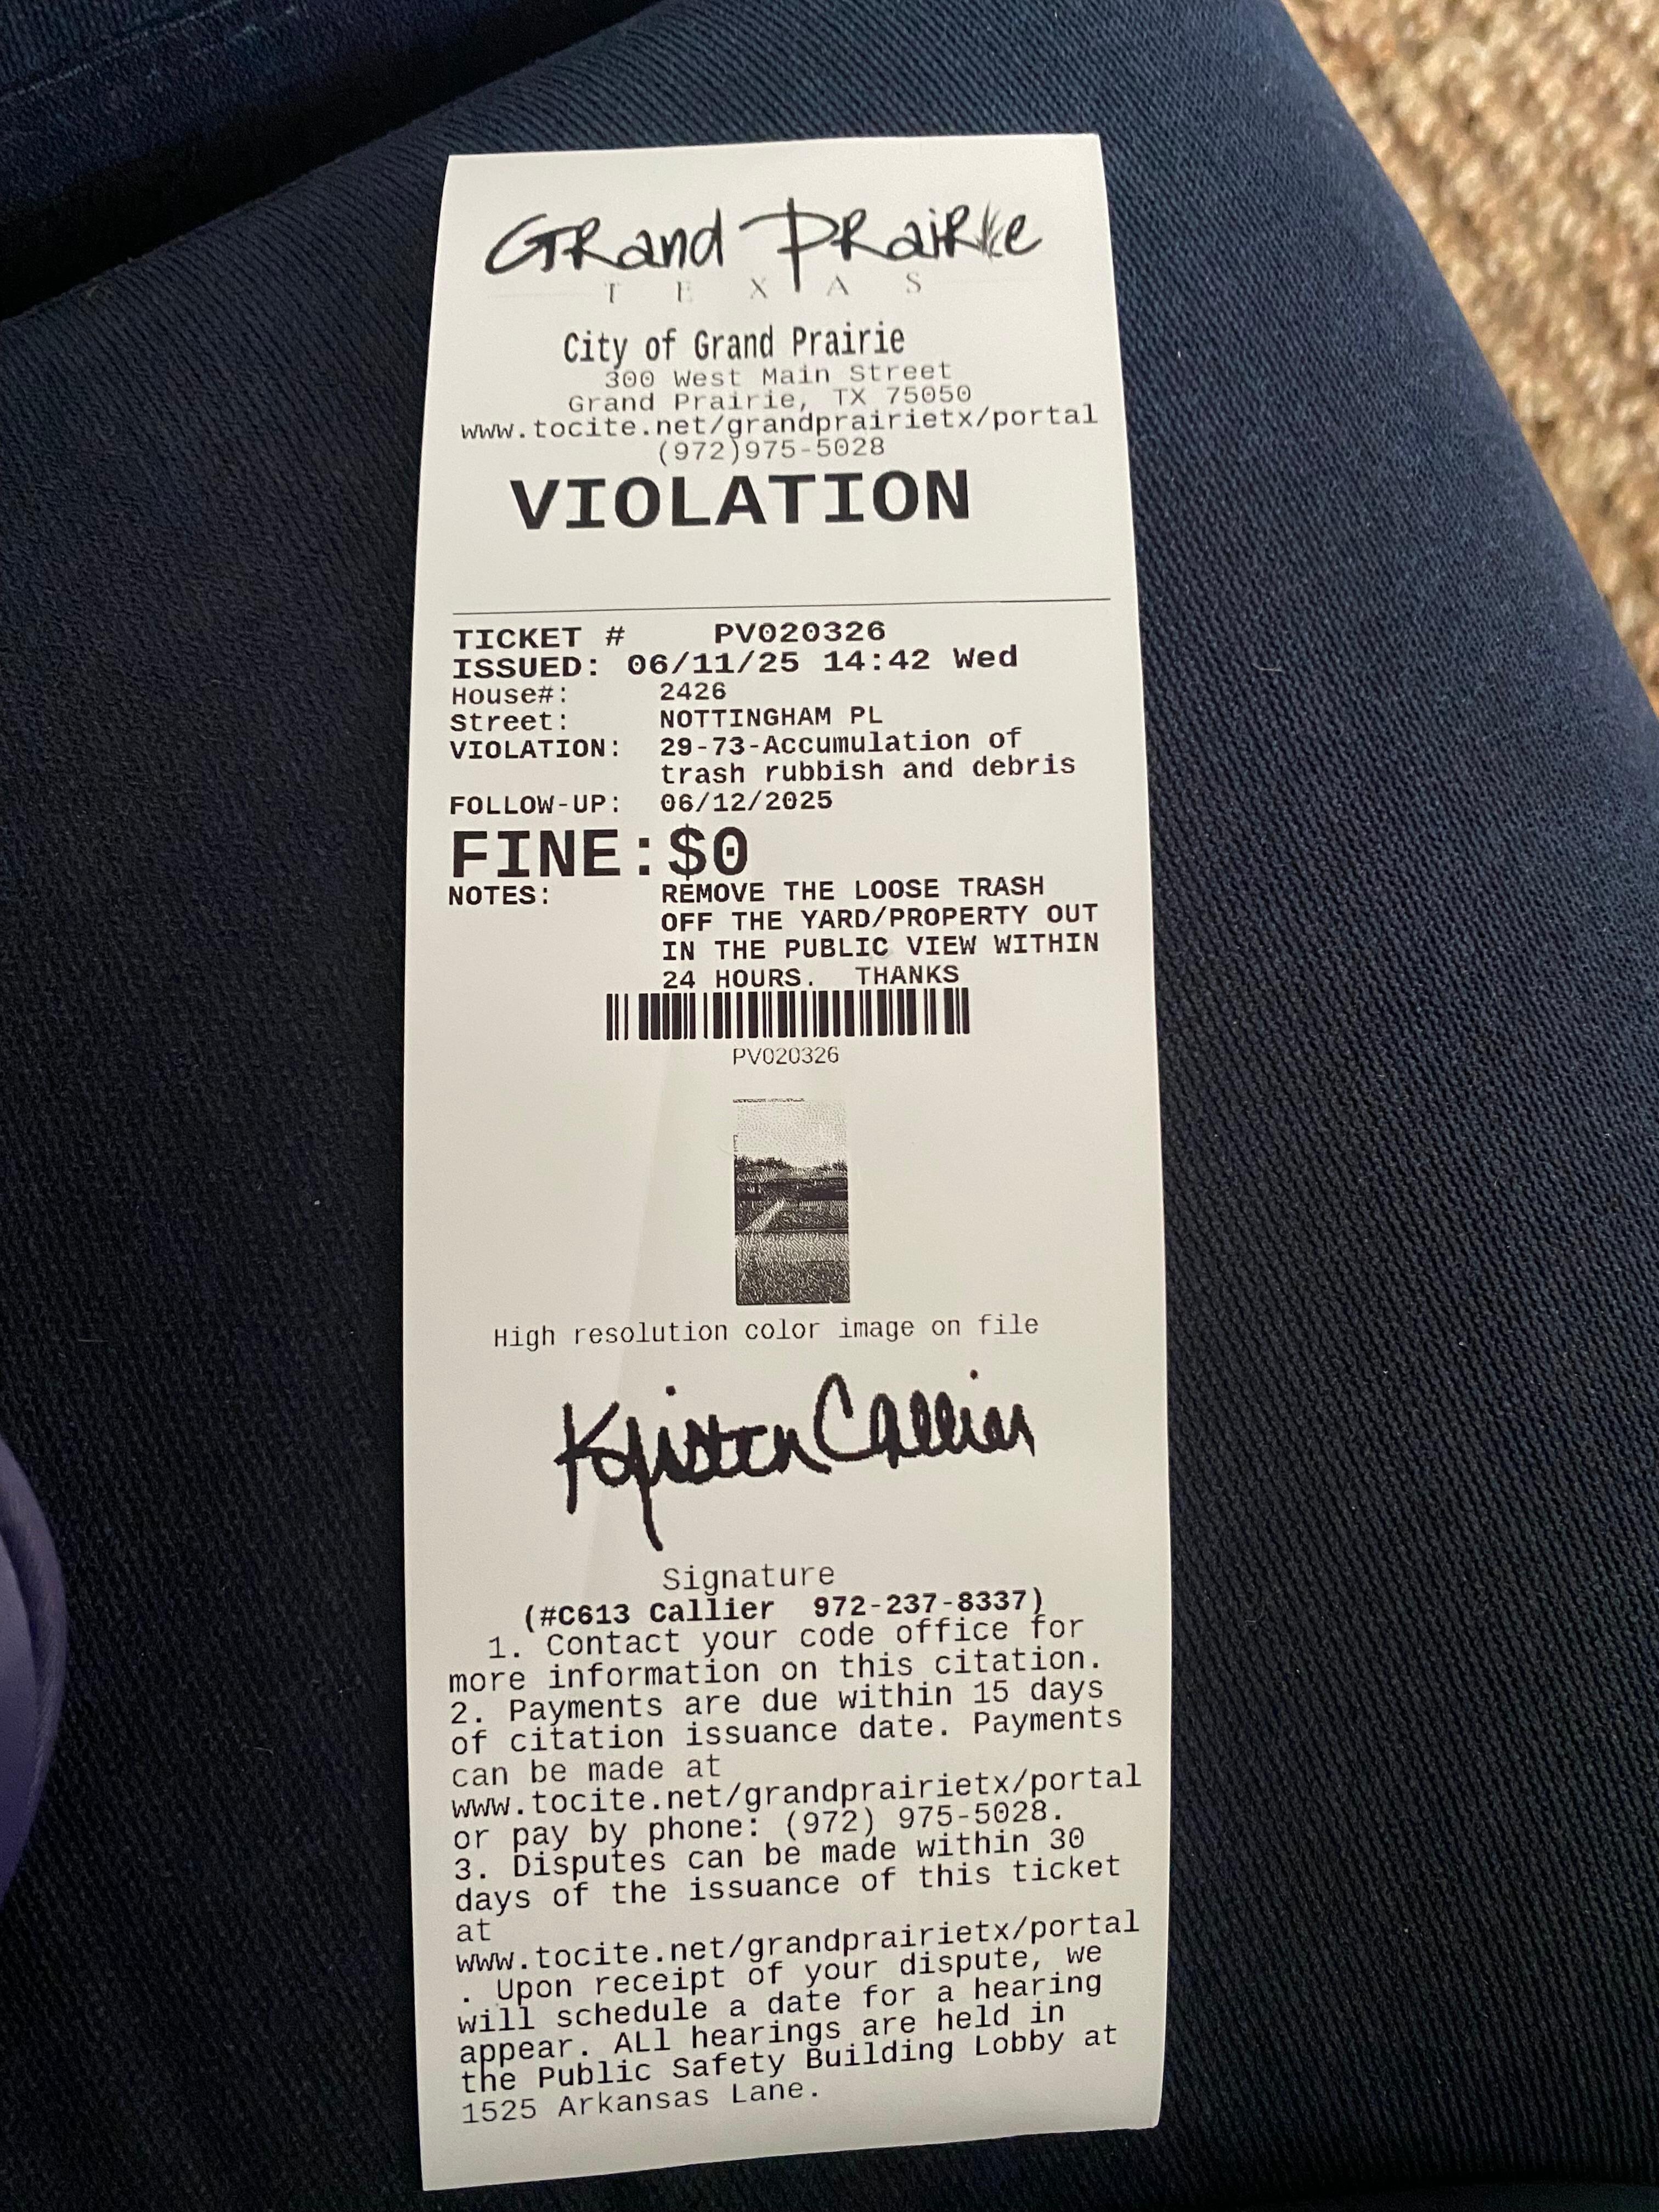 GRand PRaiRie
TEXAS
City of Grand Prairie
300 West Main Street
Grand Prairie, TX 75050
www.tocite.net/grandprairietx/portal
(972)975-5028
VIOLATION
TICKET # PV020326
ISSUED: 06/11/25 14:42 Wed
House#: 2426
Street: NOTTINGHAM PL
VIOLATION: 29-73-Accumulation of
trash rubbish and debris
FOLLOW-UP: 06/12/2025
FINE:$0
NOTES: REMOVE THE LOOSE TRASH
OFF THE YARD/PROPERTY OUT
IN THE PUBLIC VIEW WITHIN
24 HOURS. THANKS
PV020326
High resolution color image on file
Kristen Callier
Signature
(#C613 Callier 972-237-8337)
1. Contact your code office for
more information on this citation.
2. Payments are due within 15 days
of citation issuance date. Payments
can be made at
www.tocite.net/grandprairietx/portal
or pay by phone: (972) 975-5028.
3. Disputes can be made within 30
days of the issuance of this ticket
at
www.tocite.net/grandprairietx/portal
. Upon receipt of your dispute, we
will schedule a date for a hearing
appear. ALl hearings are held in
the Public Safety Building Lobby at
1525 Arkansas Lane.